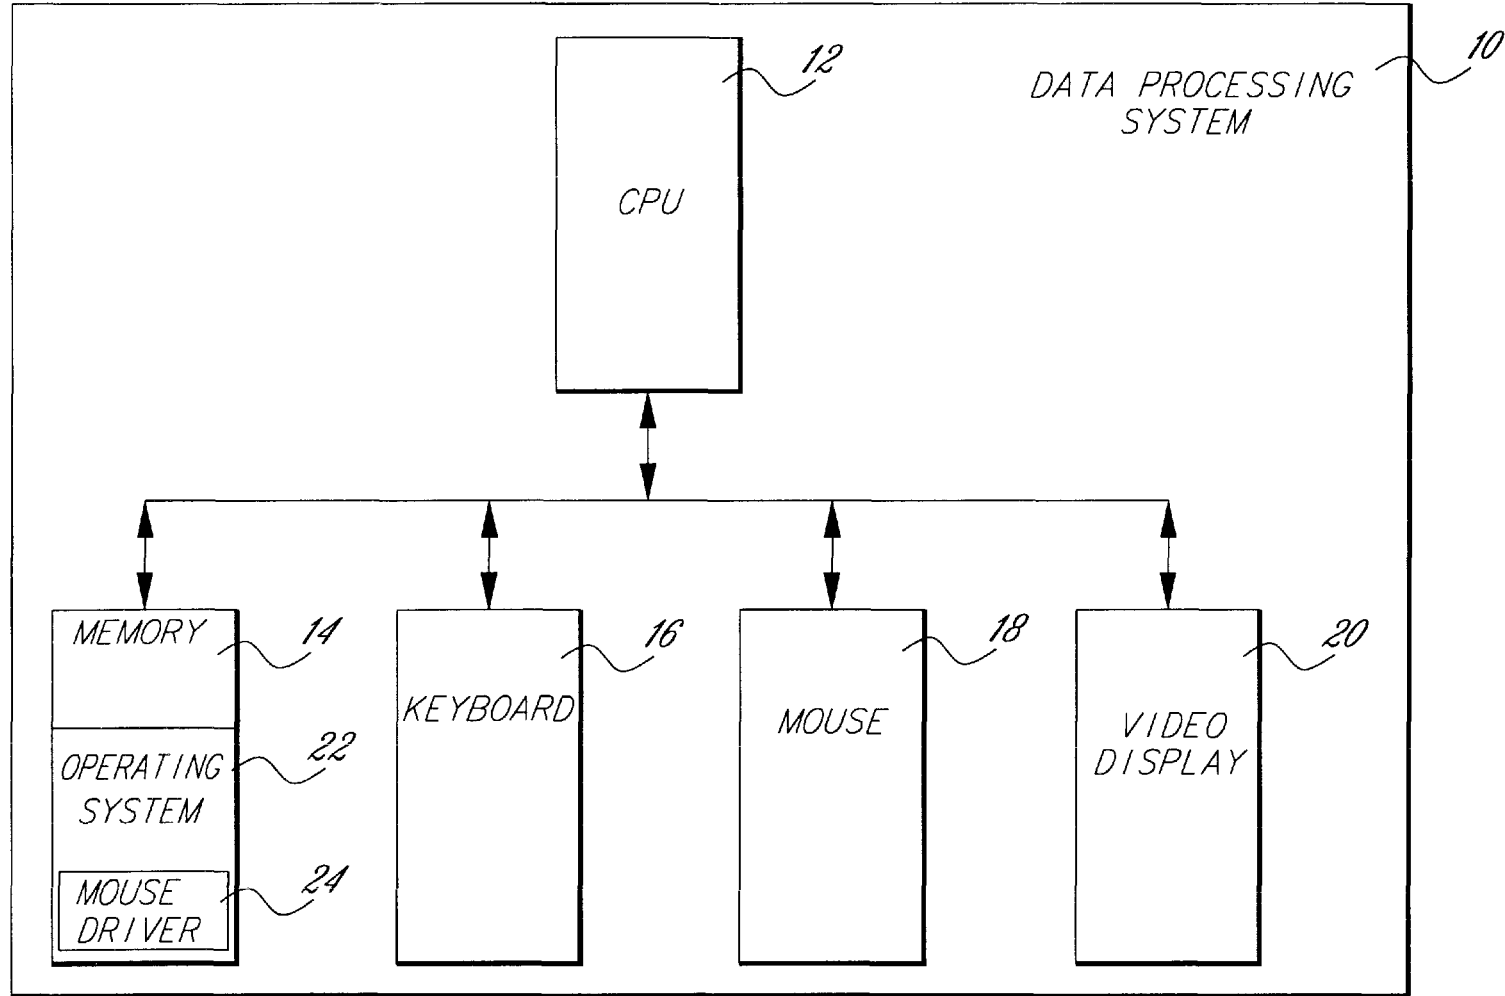 10
12
DATA PROCESSING
SYSTEM
CPU
MEMORY
14
OPERATING
SYSTEM
22
MOUSE
DRIVER
24
KEYBOARD
16
MOUSE
18
VIDEO
DISPLAY
20